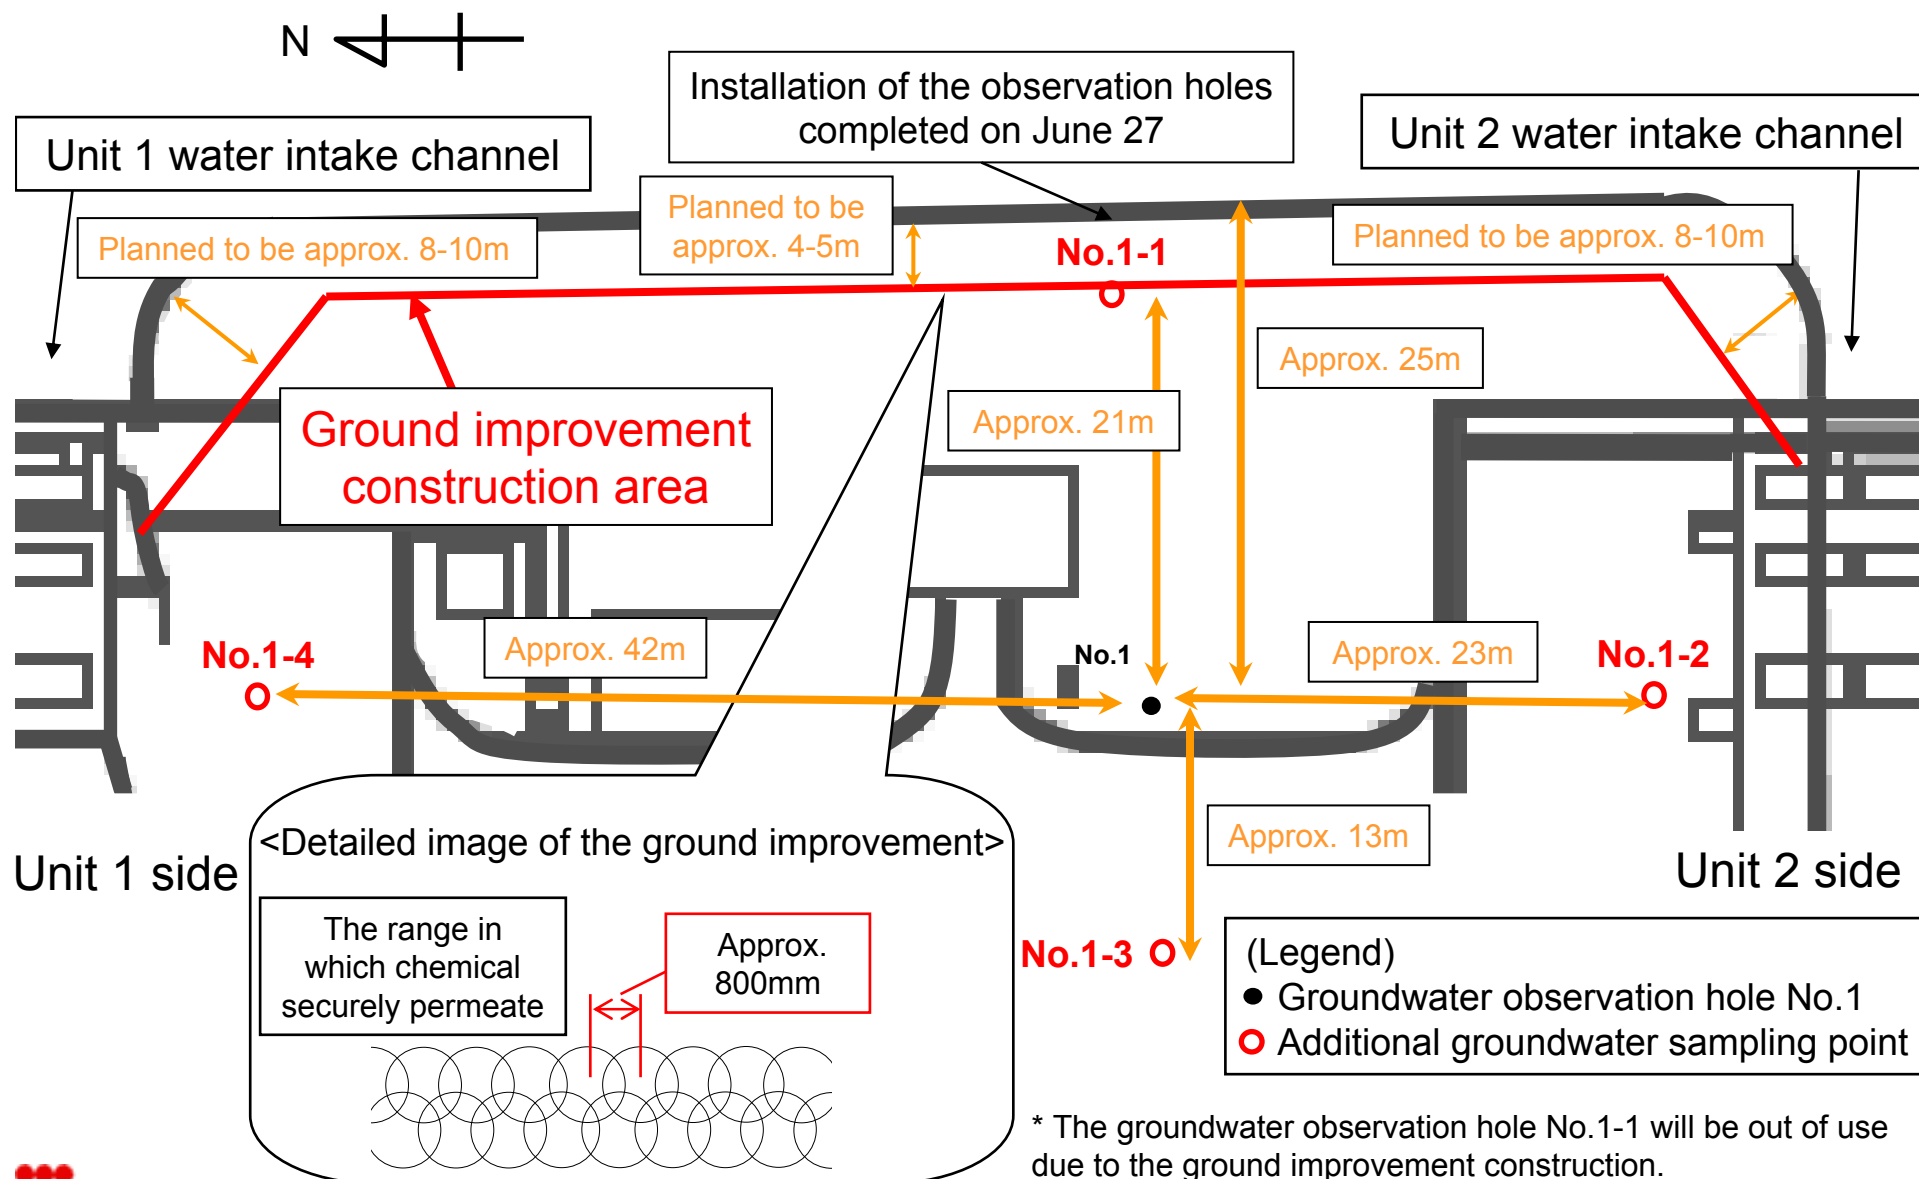 N
Installation of the observation holes
completed on June 27
Unit 1 water intake channel
Unit 2 water intake channel
Planned to be approx. 8-10m
Planned to be
approx. 4-5m
No.1-1
Planned to be approx. 8-10m
Approx. 25m
Approx. 21m
Ground improvement
construction area
No.1-4
Approx. 42m
No.1
Approx. 23m
No.1-2
Approx. 13m
<Detailed image of the ground improvement>
Unit 1 side
Unit 2 side
The range in
which chemical
securely permeate
Approx.
800mm
No.1-3
(Legend)
Groundwater observation hole No.1
Additional groundwater sampling point
* The groundwater observation hole No.1-1 will be out of use
due to the ground improvement construction.